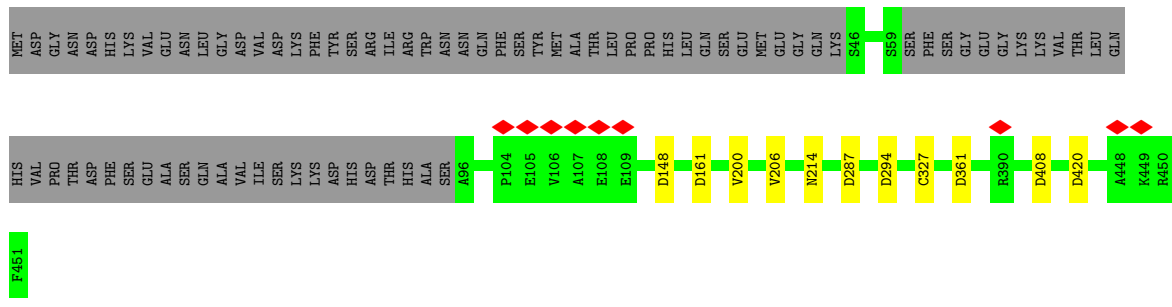 MET ASP GLY ASN ASP HIS LYS VAL GLU ASN LEU GLY ASP VAL ASP LYS PHE TYR SER ARG ILE ARG TRP ASN ASN GLN PHE SER TYR MET ALA THR LEU PRO PRO HIS LEU GLN SER GLU MET GLU GLY GLN LYS S46 S59 SER PHE SER GLY GLU GLY LYS LYS VAL THR LEU GLN
HIS VAL PRO THR ASP PHE SER GLU ALA SER GLN ALA VAL ILE SER LYS LYS ASP HIS ASP THR HIS ALA SER A96 P104 E105 V106 A107 E108 E109 D148 D161 V200 V206 N214 D287 D294 C327 D361 R390 D408 D420 A448 K449 R450
F451